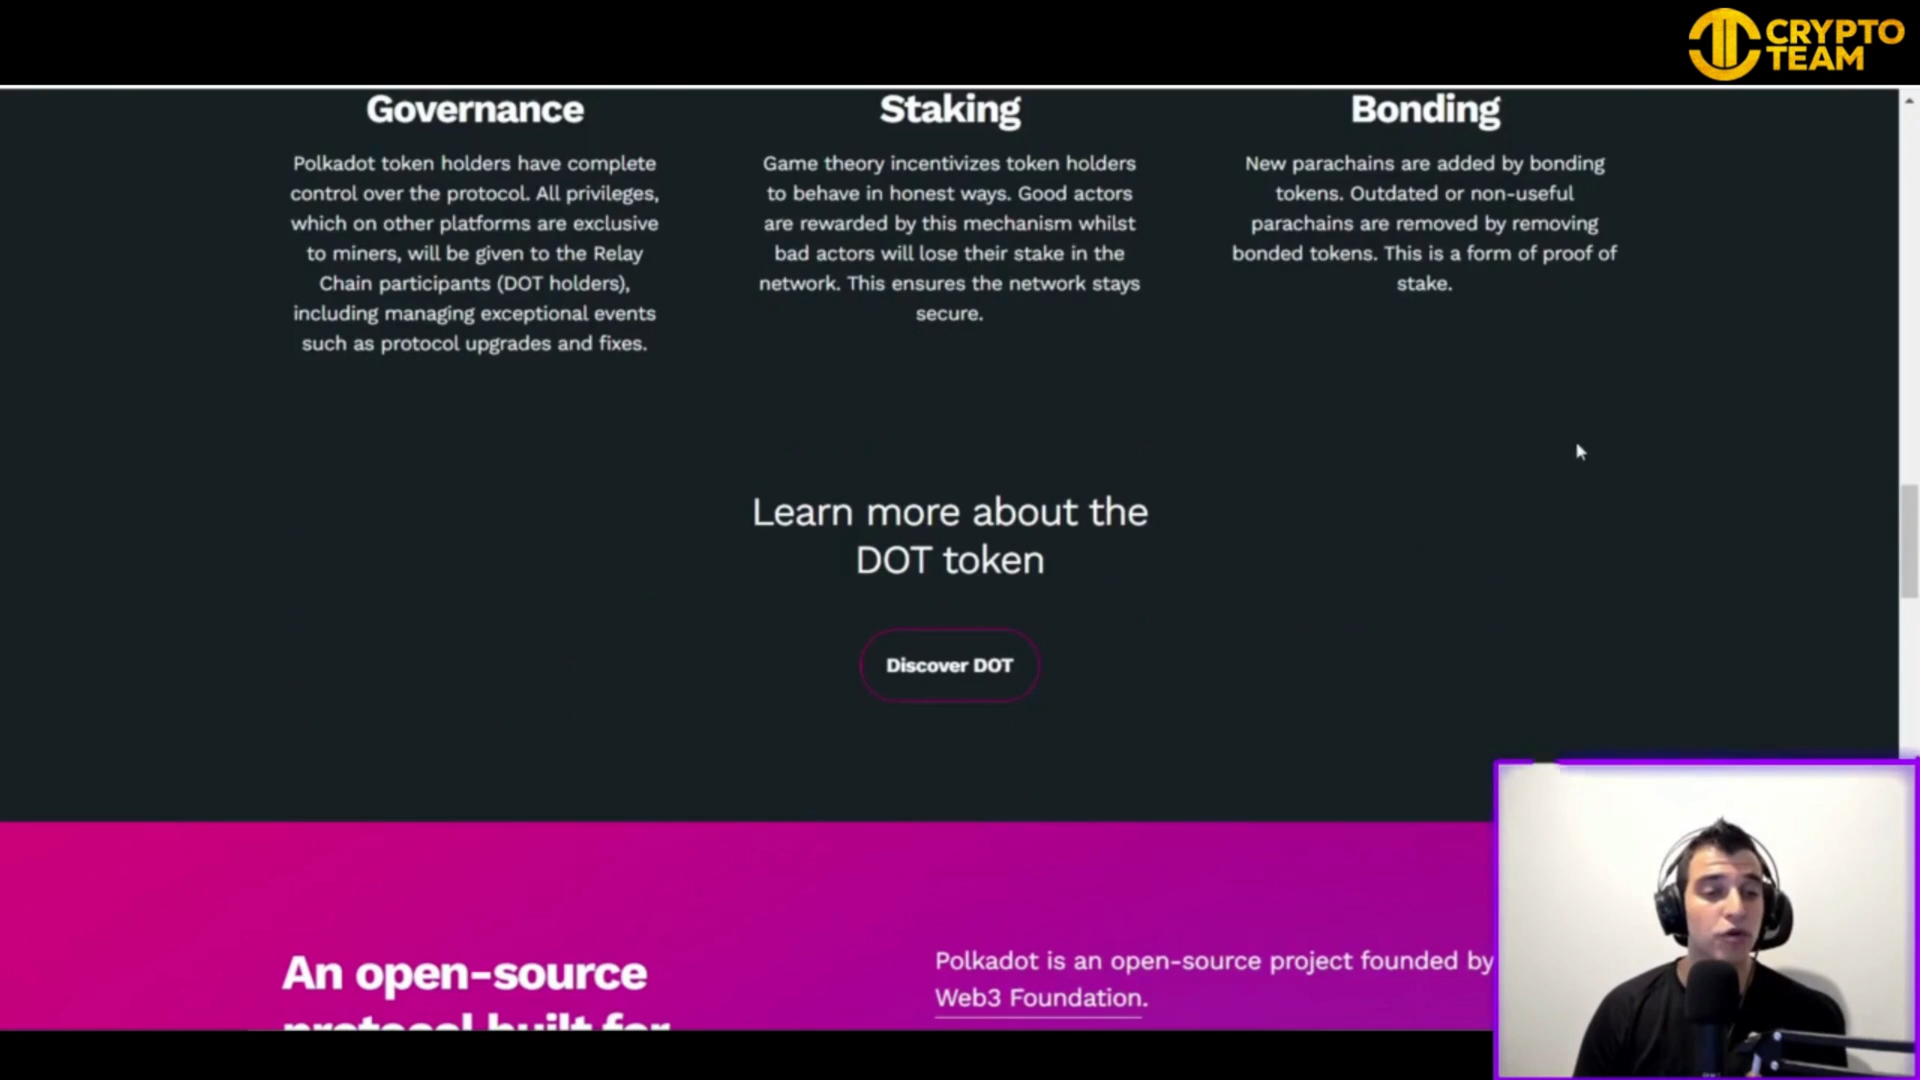 CRYPTO
TEAM
Governance
Polkadot token holders have complete
control over the protocol. All privileges,
which on other platforms are exclusive
to miners, will be given to the Relay
Chain participants (DOT holders),
including managing exceptional events
such as protocol upgrades and fixes.
Staking
Game theory incentivizes token holders
to behave in honest ways. Good actors
are rewarded by this mechanism whilst
bad actors will lose their stake in the
network. This ensures the network stays
secure.
Bonding
New parachains are added by bonding
tokens. Outdated or non-useful
parachains are removed by removing
bonded tokens. This is a form of proof of
stake.
Learn more about the
DOT token
Discover DOT
An open-source
protocol built for
Polkadot is an open-source project founded by
Web3 Foundation.